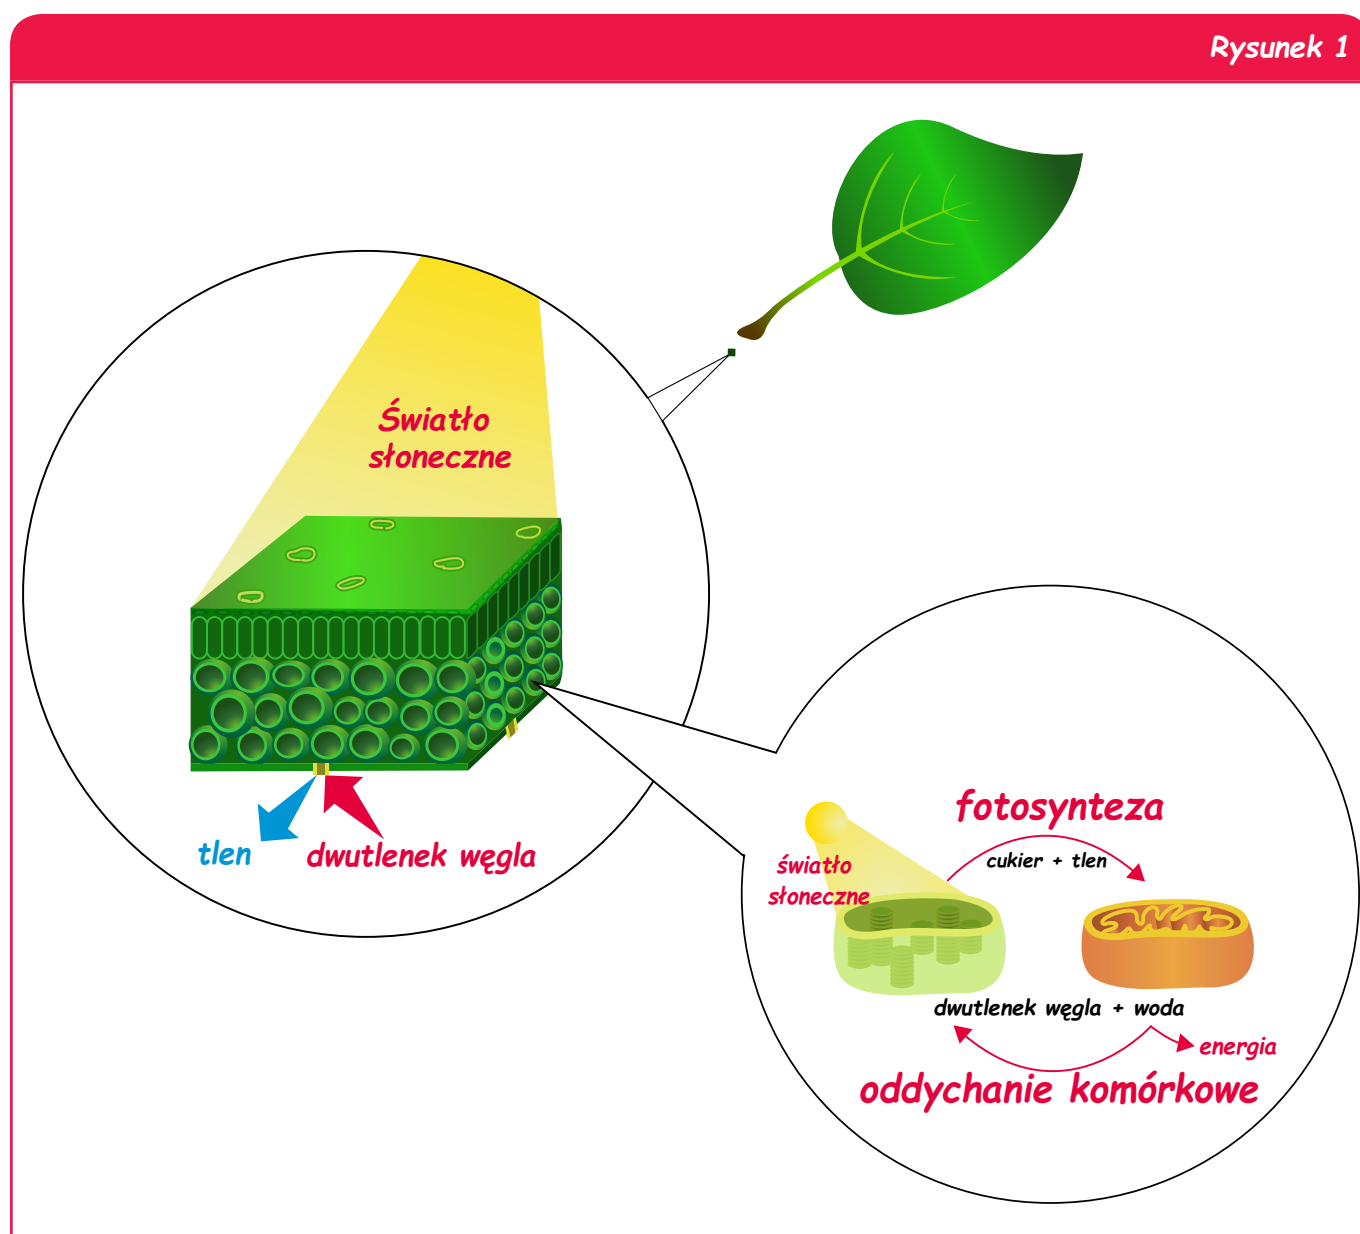 Rysunek 1
Światło
słoneczne
tlen
dwutlenek węgla
fotosynteza
cukier + tlen
światło
słoneczne
dwutlenek węgla + woda
energia
oddychanie komórkowe